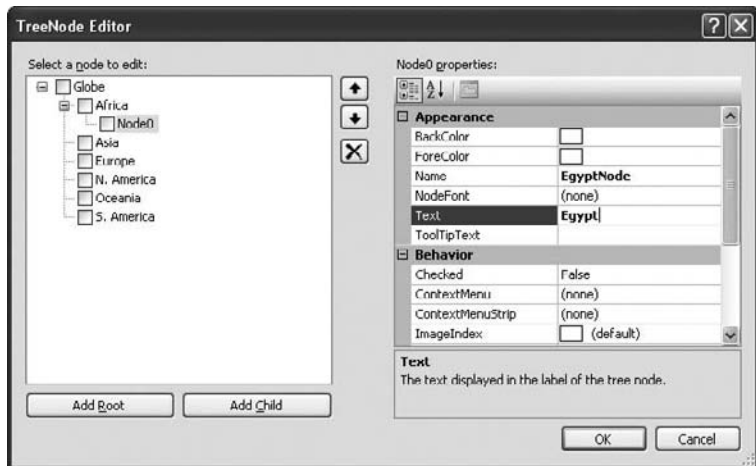 TreeNode Editor
Select a node to edit:
Globe
Africa
Node0
Asia
Europe
N. America
Oceania
S. America
Add Root
Add Child
Node0 properties:
Appearance
BackColor
ForeColor
Name EgyptNode
NodeFont (none)
Text Egypt
ToolTipText
Behavior
Checked False
ContextMenu (none)
ContextMenuStrip (none)
ImageIndex (default)
Text
The text displayed in the label of the tree node.
OK
Cancel